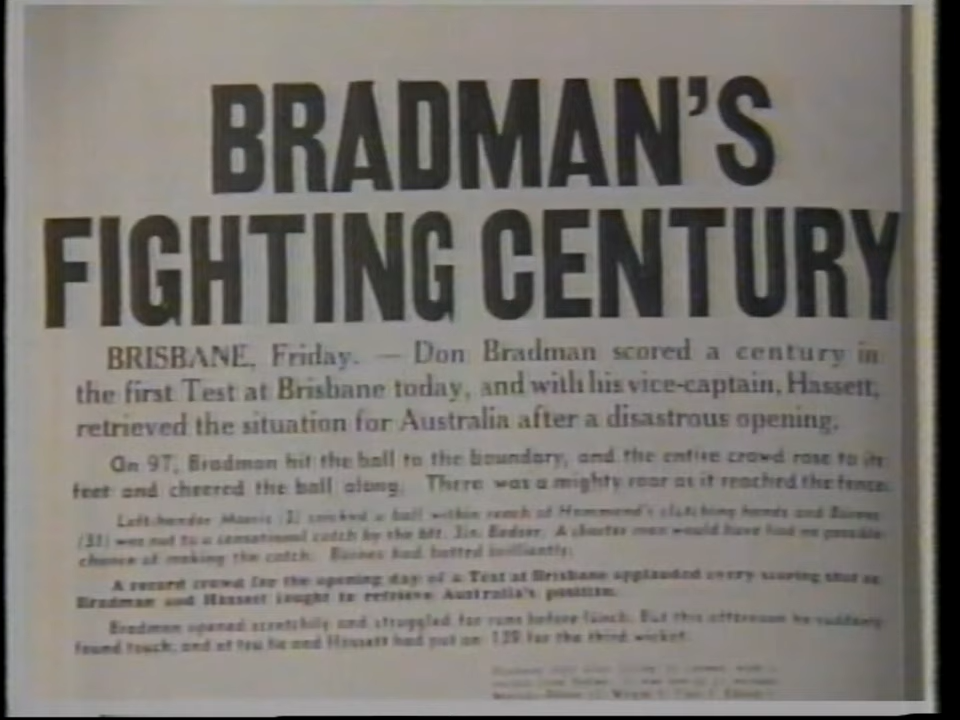 BRADMAN'S
FIGHTING CENTURY
BRISBANE, Friday. — Don Bradman scored a century in
the first Test at Brisbane today, and with his vice-captain, Hassett,
retrieved the situation for Australia after a disastrous opening.
On 97, Bradman hit the ball to the boundary, and the entire crowd rose to its
feet and cheered the ball along. There was a mighty roar as it reached the fence.
Left-hander Morris (2) snicked a ball within reach of Hammond's clutching hands and Barnes
(31) was out to a sensational catch by the 6ft. 3in. Bedser. A shorter man would have had no possible
chance of making the catch. Barnes had batted brilliantly.
A record crowd for the opening day of a Test at Brisbane applauded every scoring shot as
Bradman and Hassett fought to retrieve Australia's position.
Bradman opened scratchily and struggled for runs before lunch. But this afternoon he suddenly
found touch, and at tea he and Hassett had put on 139 for the third wicket.